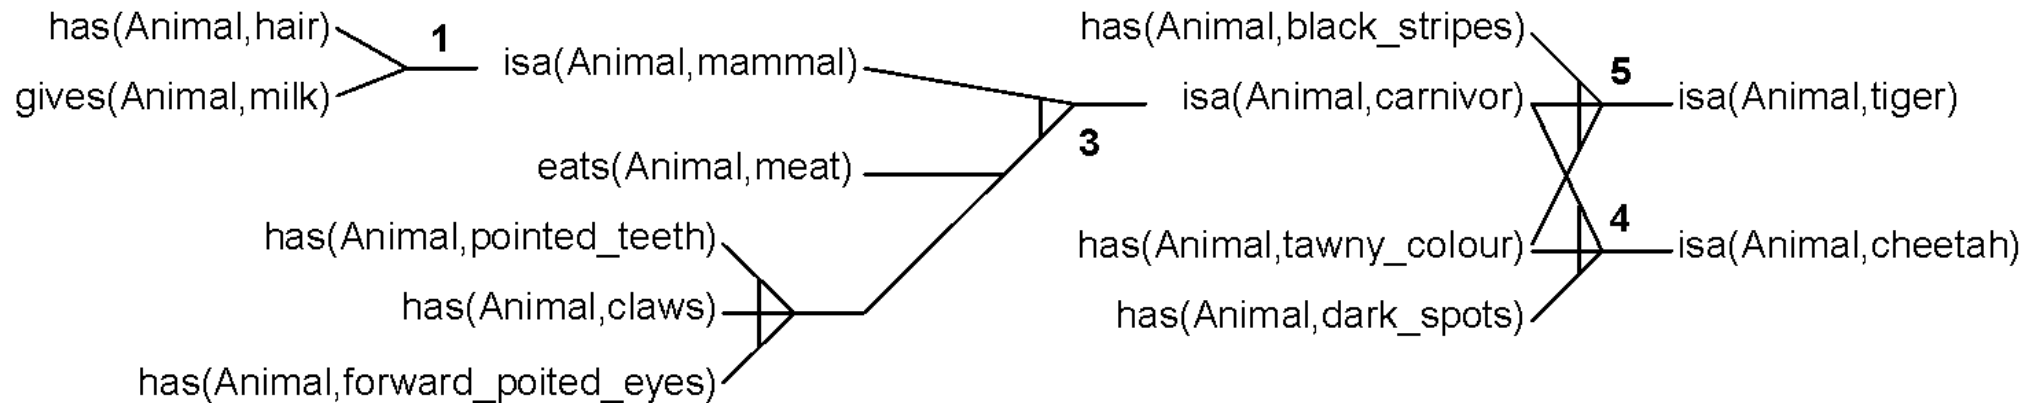 has(Animal,hair)
1
gives(Animal,milk)
isa(Animal,mammal)
eats(Animal,meat)
has(Animal,pointed_teeth)
has(Animal,claws)
has(Animal,forward_poited_eyes)
3
has(Animal,black_stripes)
isa(Animal,carnivor)
has(Animal,tawny_colour)
has(Animal,dark_spots)
5
isa(Animal,tiger)
4
isa(Animal,cheetah)